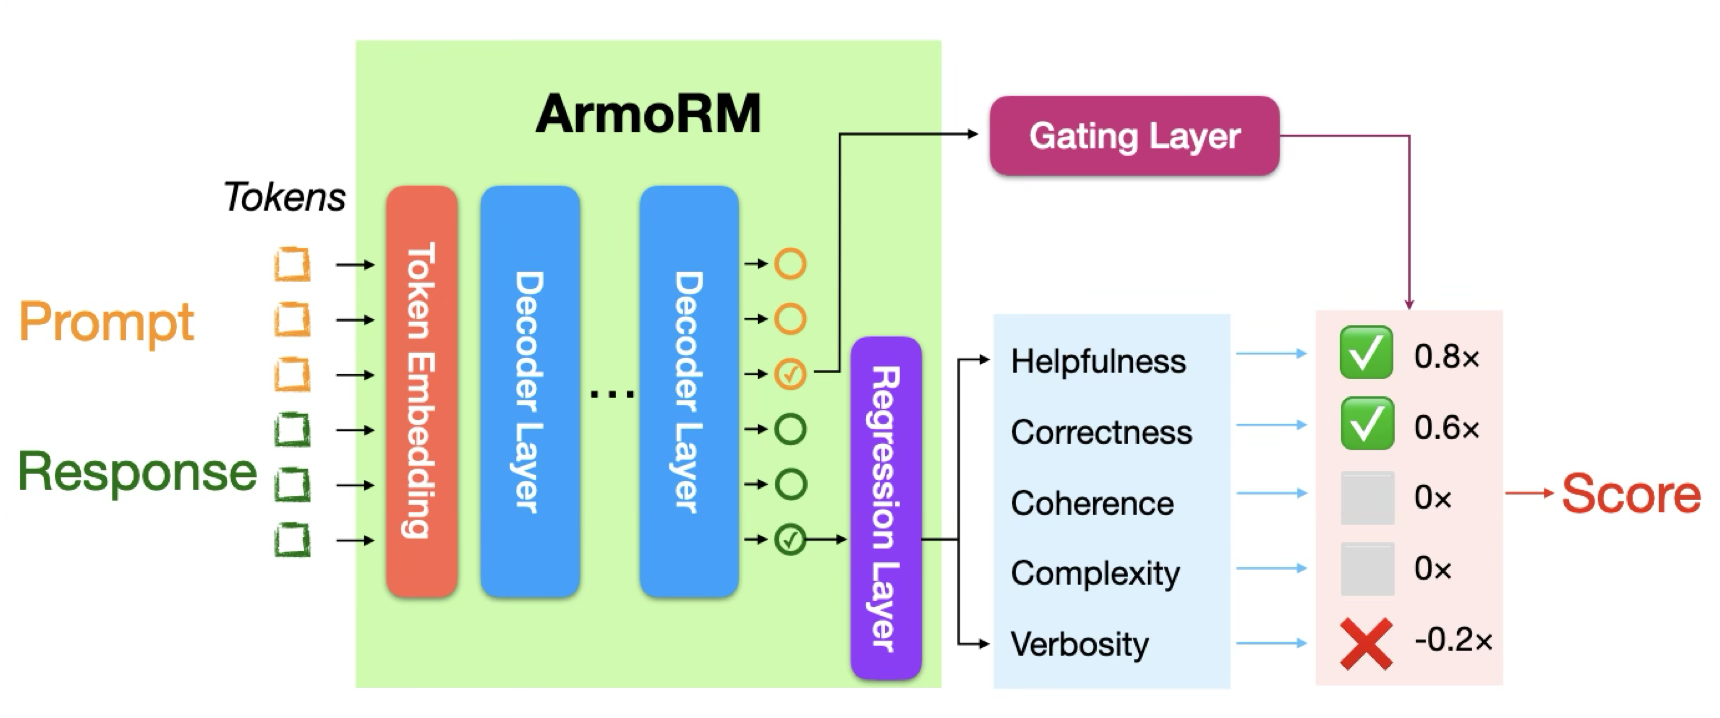 ArmoRM
Gating Layer
Tokens
Prompt
Response
Token Embedding
Decoder Layer
...
Decoder Layer
Regression Layer
Helpfulness
Correctness
Coherence
Complexity
Verbosity
0.8×
0.6×
0×
0×
-0.2×
Score